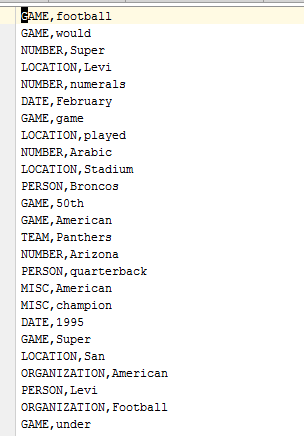 GAME,football
GAME,would
NUMBER,Super
LOCATION,Levi
NUMBER,numerals
DATE,February
GAME,game
LOCATION,played
NUMBER,Arabic
LOCATION,Stadium
PERSON,Broncos
GAME,50th
GAME,American
TEAM,Panthers
NUMBER,Arizona
PERSON,quarterback
MISC,American
MISC,champion
DATE,1995
GAME,Super
LOCATION,San
ORGANIZATION,American
PERSON,Levi
ORGANIZATION,Football
GAME,under